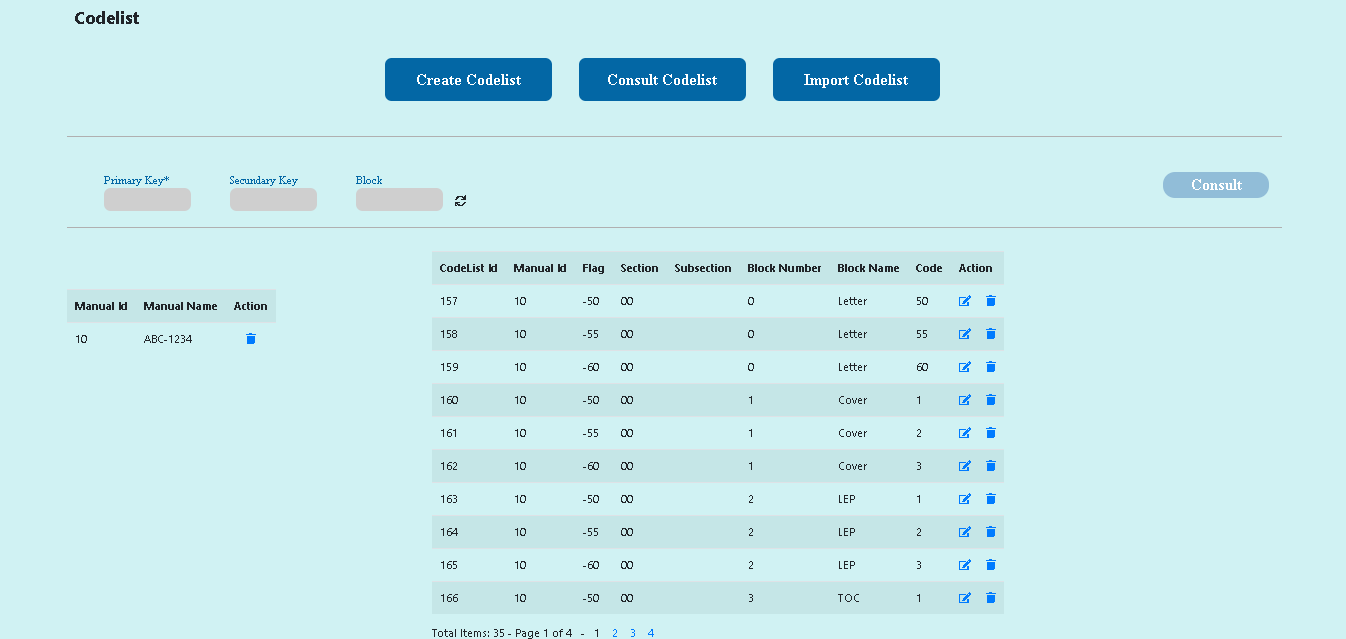 Codelist
Create Codelist Consult Codelist Import Codelist
Primary Key* Secundary Key Block
Consult
Manual Id Manual Name Action
10 ABC-1234
CodeList Id Manual Id Flag Section Subsection Block Number Block Name Code Action
157 10 -50 00 0 Letter 50
158 10 -55 00 0 Letter 55
159 10 -60 00 0 Letter 60
160 10 -50 00 1 Cover 1
161 10 -55 00 1 Cover 2
162 10 -60 00 1 Cover 3
163 10 -50 00 2 LEP 1
164 10 -55 00 2 LEP 2
165 10 -60 00 2 LEP 3
166 10 -50 00 3 TOC 1
Total Items: 35 - Page 1 of 4 - 1 2 3 4